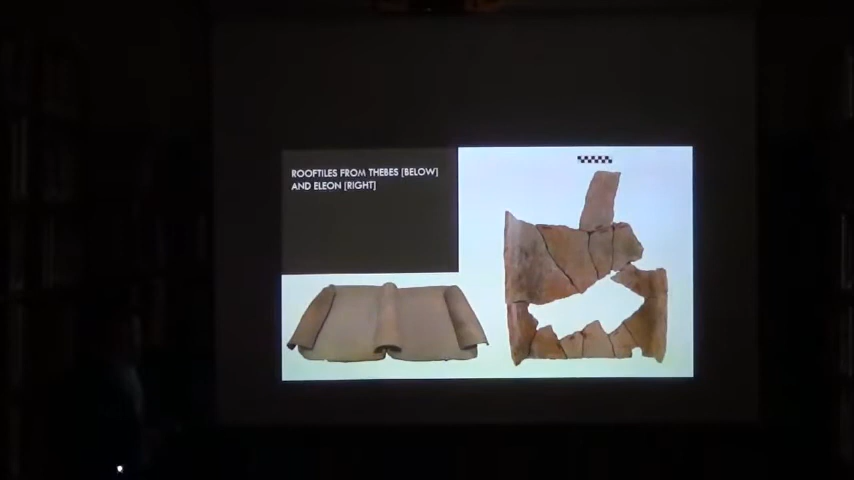 ROOFTILES FROM THEBES [BELOW]
AND ELEON [RIGHT]